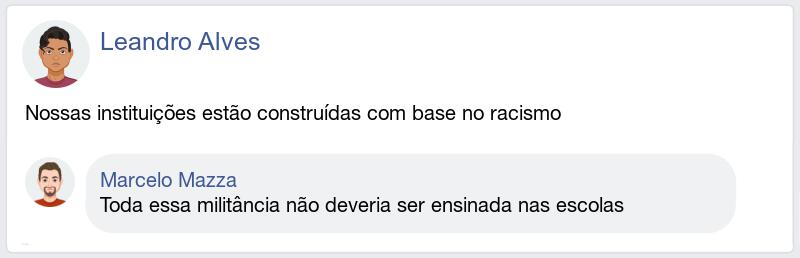 Leandro Alves
Nossas instituições estão construídas com base no racismo
Marcelo Mazza
Toda essa militância não deveria ser ensinada nas escolas